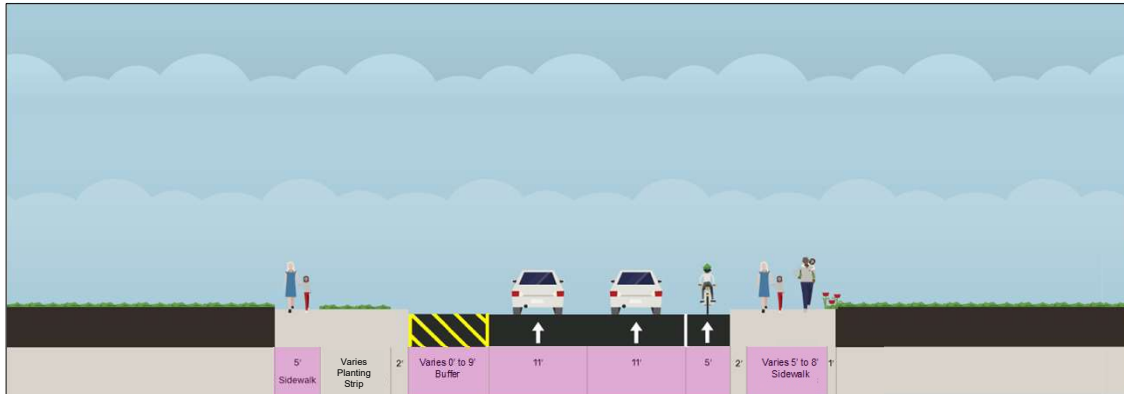 5'
Sidewalk
Varies
Planting
Strip
2'
Varies 0' to 9'
Buffer
11'
11'
5'
2'
Varies 5' to 8'
Sidewalk
1'